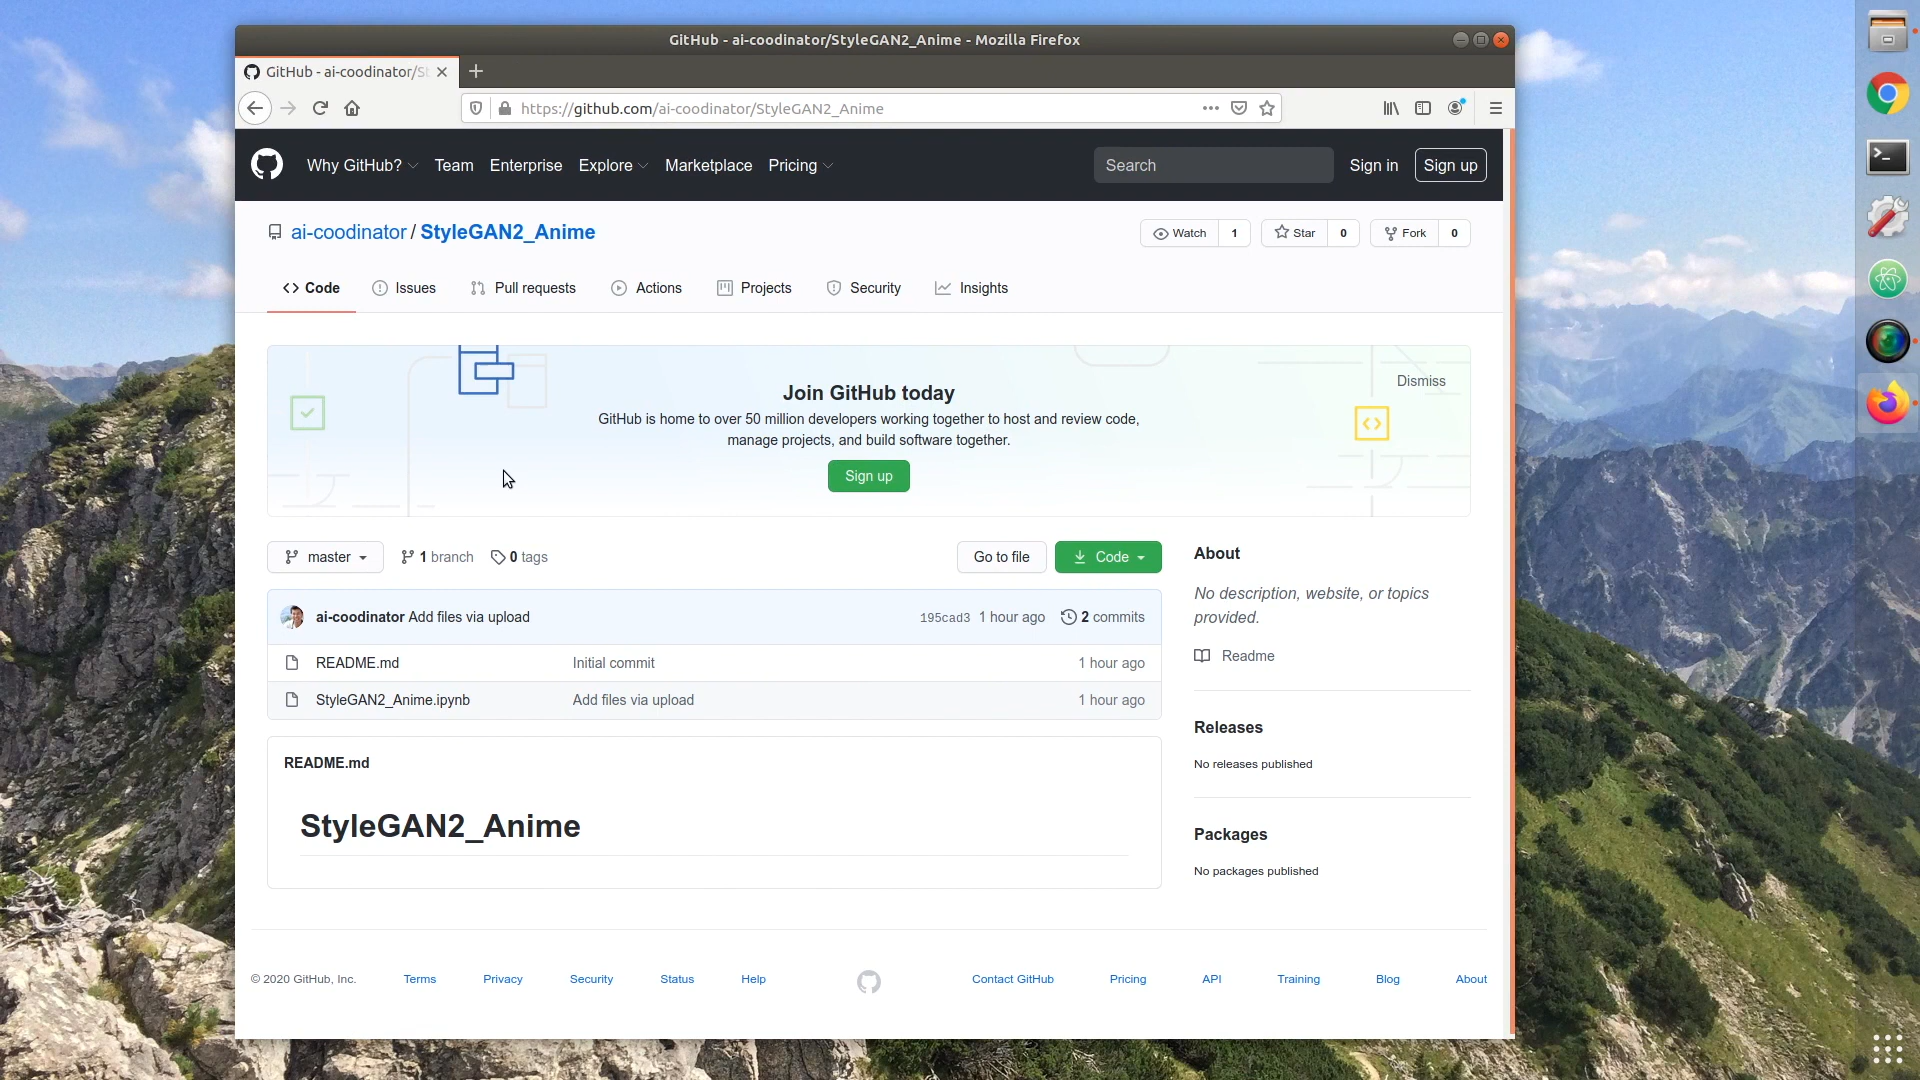 GitHub - ai-coodinator/StyleGAN2_Anime - Mozilla Firefox
GitHub - ai-coodinator/St
https://github.com/ai-coodinator/StyleGAN2_Anime
Why GitHub? Team Enterprise Explore Marketplace Pricing Search Sign in Sign up
ai-coodinator / StyleGAN2_Anime Watch 1 Star 0 Fork 0
Code Issues Pull requests Actions Projects Security Insights
Join GitHub today
Dismiss
GitHub is home to over 50 million developers working together to host and review code,
manage projects, and build software together.
Sign up
master 1 branch 0 tags Go to file Code
ai-coodinator Add files via upload 195cad3 1 hour ago 2 commits
README.md Initial commit 1 hour ago
StyleGAN2_Anime.ipynb Add files via upload 1 hour ago
README.md
StyleGAN2_Anime
About
No description, website, or topics
provided.
Readme
Releases
No releases published
Packages
No packages published
© 2020 GitHub, Inc. Terms Privacy Security Status Help Contact GitHub Pricing API Training Blog About